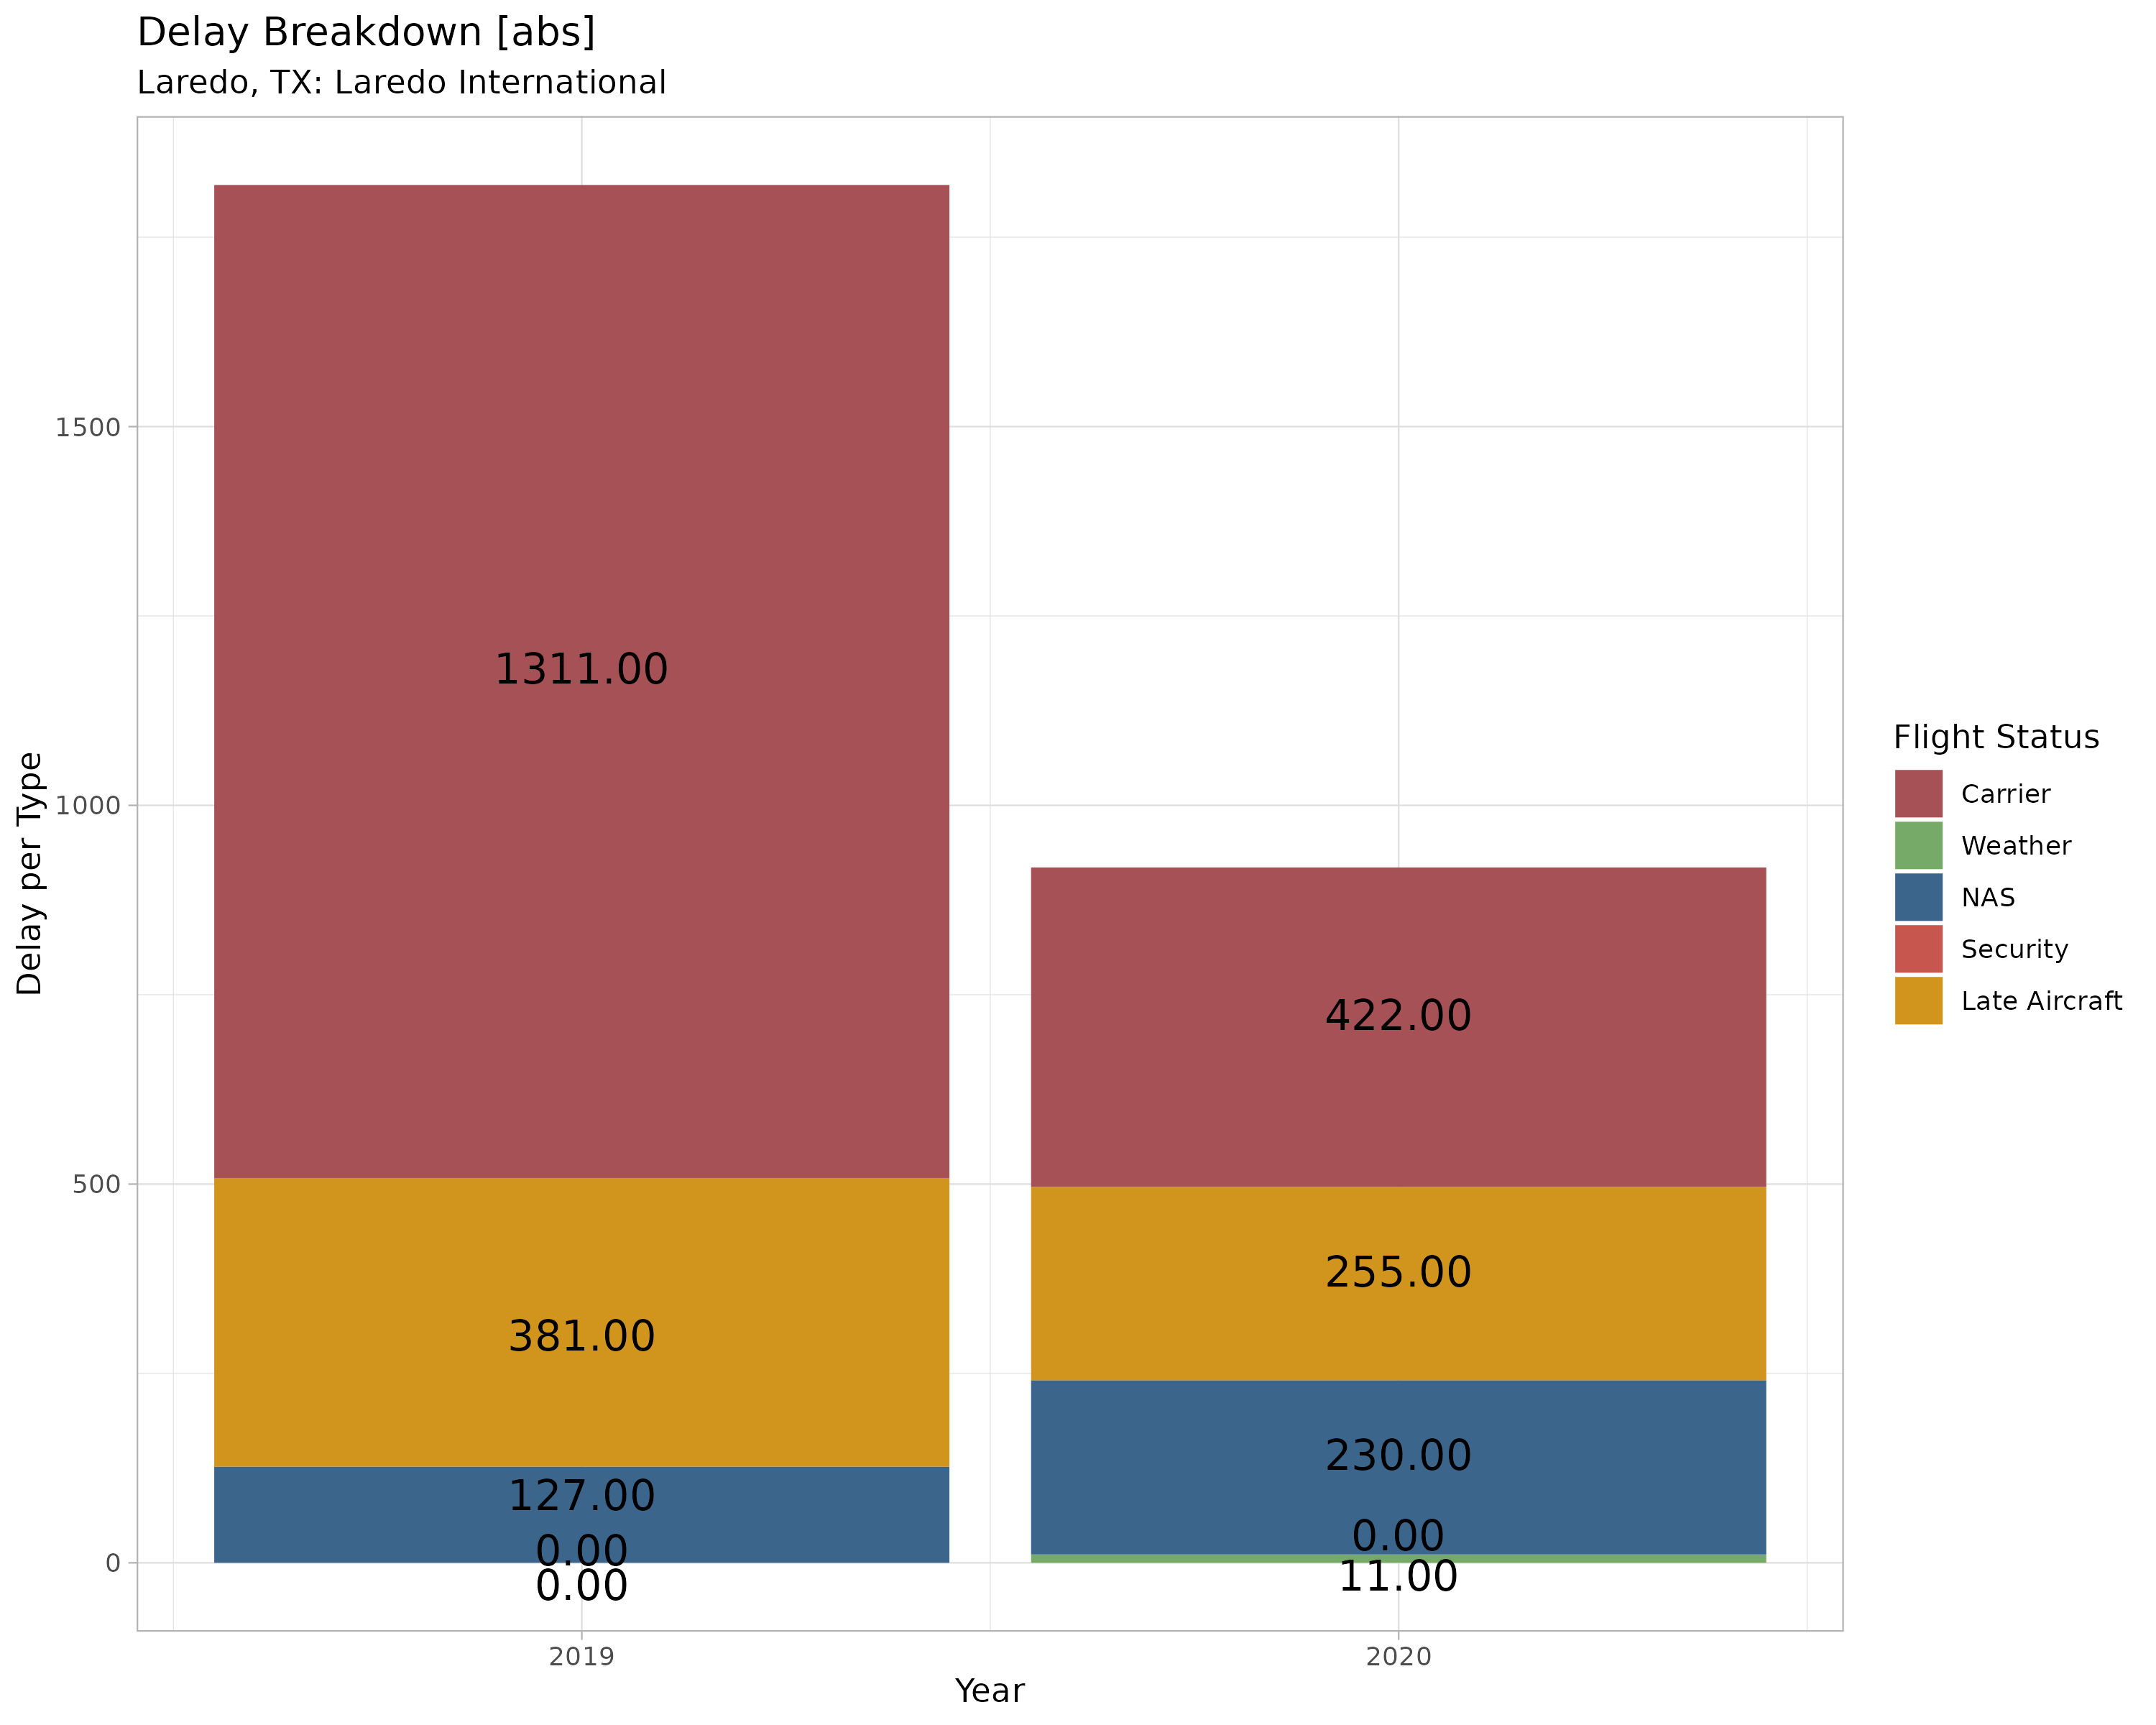 Delay Breakdown [abs]
Laredo, TX: Laredo International
Delay per Type
1500
1000
500
0
1311.00
381.00
127.00
0.00
0.00
422.00
255.00
230.00
0.00
11.00
2019
2020
Year
Flight Status
Carrier
Weather
NAS
Security
Late Aircraft